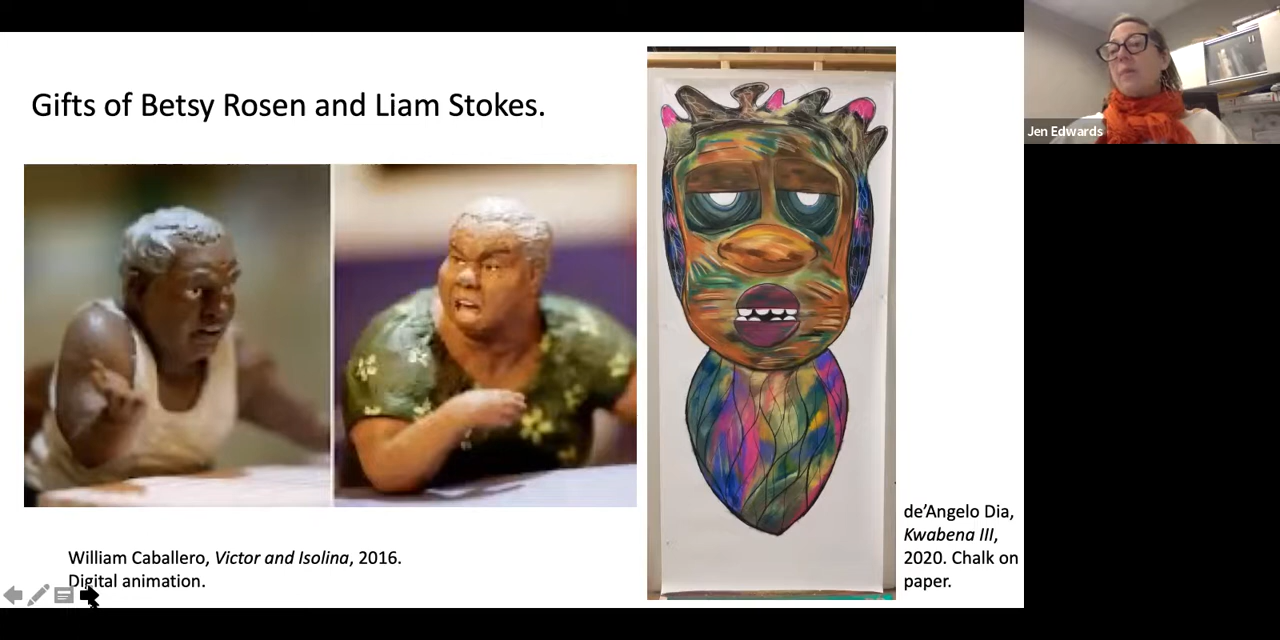 Gifts of Betsy Rosen and Liam Stokes.
William Caballero, Victor and Isolina, 2016.
Digital animation.
de’Angelo Dia,
Kwabena III,
2020. Chalk on
paper.
Jen Edwards